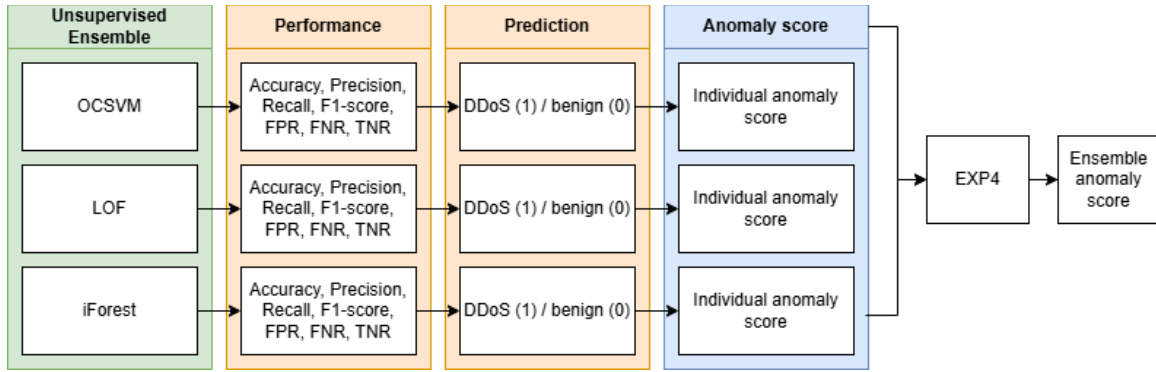 Unsupervised
Ensemble
Performance
Prediction
Anomaly score
OCSVM
Accuracy, Precision,
Recall, F1-score,
FPR, FNR, TNR
DDoS (1) / benign (0)
Individual anomaly
score
LOF
Accuracy, Precision,
Recall, F1-score,
FPR, FNR, TNR
DDoS (1) / benign (0)
Individual anomaly
score
iForest
Accuracy, Precision,
Recall, F1-score,
FPR, FNR, TNR
DDoS (1) / benign (0)
Individual anomaly
score
EXP4
Ensemble
anomaly
score